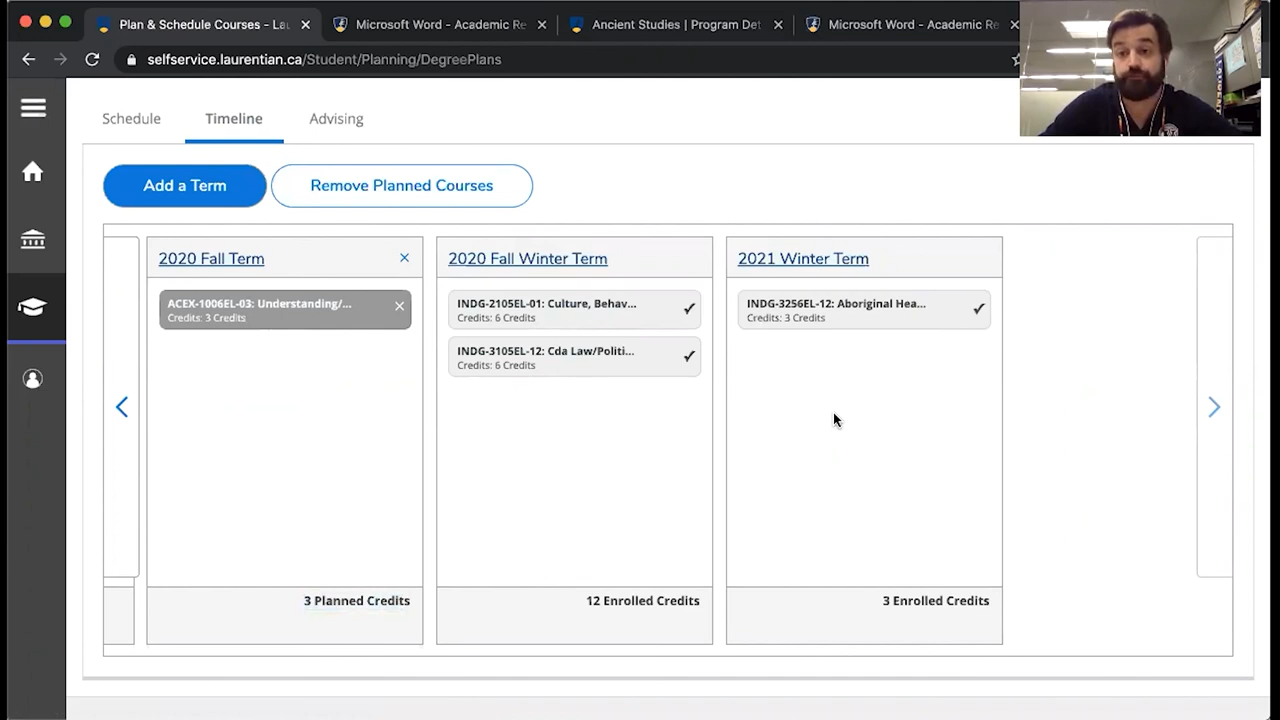 Plan & Schedule Courses - Lau
Microsoft Word - Academic Re
Ancient Studies | Program Det
Microsoft Word - Academic Re
selfservice.laurentian.ca/Student/Planning/DegreePlans
Schedule
Timeline
Advising
Add a Term
Remove Planned Courses
2020 Fall Term
ACEX-1006EL-03: Understanding/...
Credits: 3 Credits
3 Planned Credits
2020 Fall Winter Term
INDG-2105EL-01: Culture, Behav...
Credits: 6 Credits
INDG-3105EL-12: Cda Law/Politi...
Credits: 6 Credits
12 Enrolled Credits
2021 Winter Term
INDG-3256EL-12: Aboriginal Hea...
Credits: 3 Credits
3 Enrolled Credits